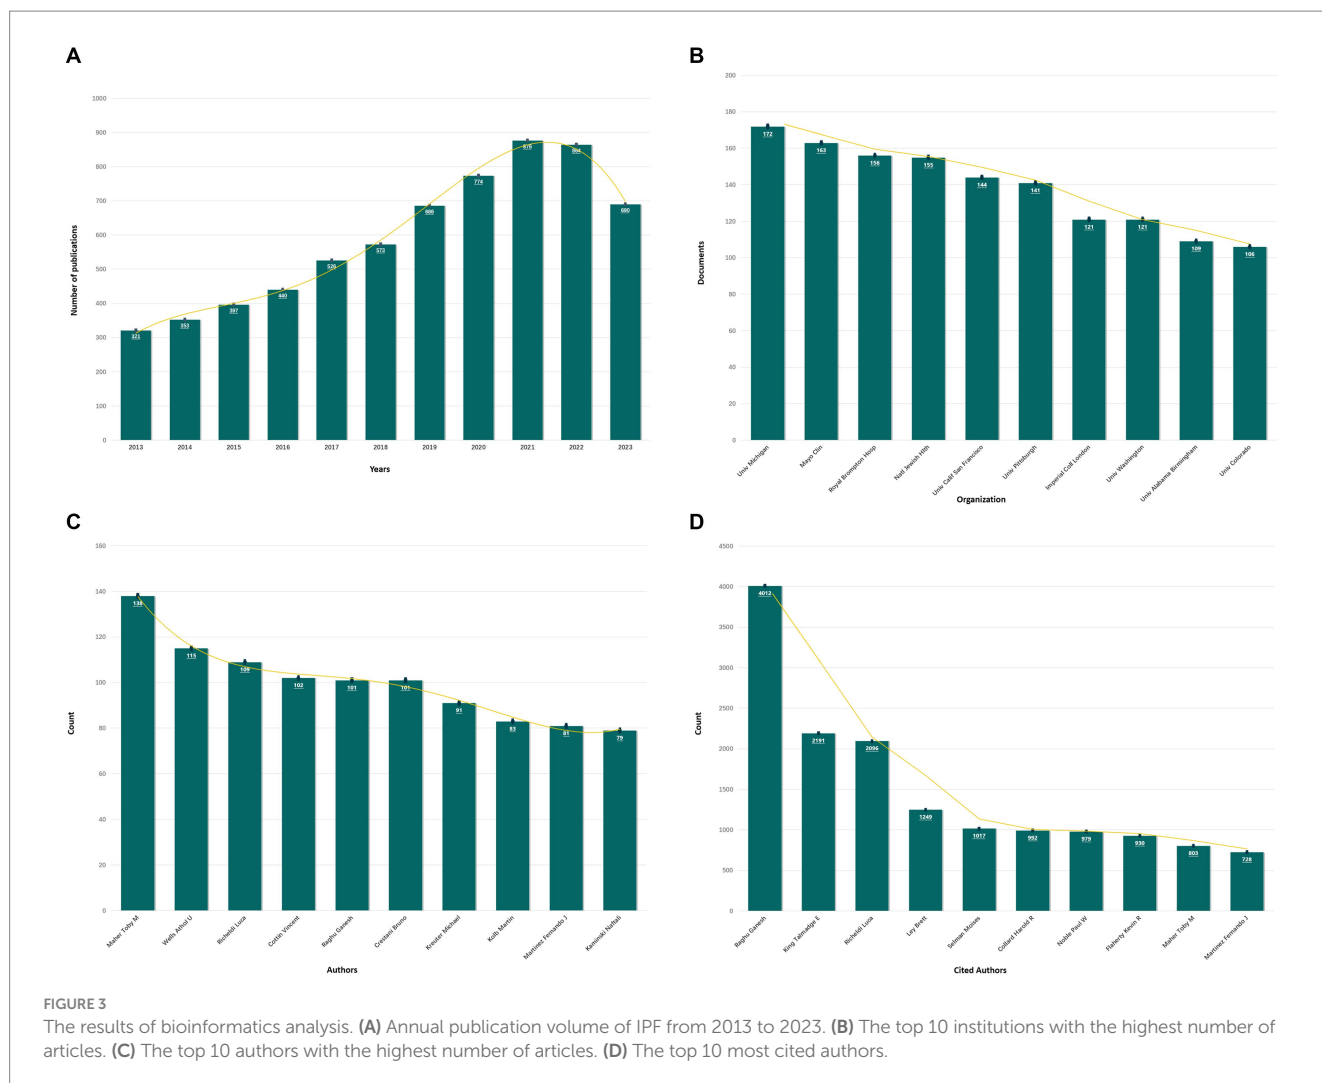 A
1000
900
800
700
600
500
400
300
200
100
0
Number of publications
321
353
397
440
526
573
686
774
876
864
690
2013 2014 2015 2016 2017 2018 2019 2020 2021 2022 2023
Years
B
200
180
160
140
120
100
80
60
40
20
0
Documents
172
163
156
155
144
141
121
121
109
106
Univ Michigan
Mayo Clin
Royal Brompton Hosp
Natl Jewish Hlth
Univ Calif San Francisco
Univ Pittsburgh
Imperial Coll London
Univ Washington
Univ Alabama Birmingham
Univ Colorado
Organization
C
160
140
120
100
80
60
40
20
0
Count
138
115
109
102
101
101
91
83
81
79
Maher Toby M
Wells Athol U
Richeldi Luca
Cottin Vincent
Raghu Ganesh
Crestani Bruno
Kreuter Michael
Kolb Martin
Martinez Fernando J
Kaminski Naftali
Authors
D
4500
4000
3500
3000
2500
2000
1500
1000
500
0
Count
4012
2191
2096
1249
1017
992
979
930
803
728
Raghu Ganesh
King Talmadge E
Richeldi Luca
Ley Brett
Selman Moises
Collard Harold R
Noble Paul W
Flaherty Kevin R
Maher Toby M
Martinez Fernando J
Cited Authors
FIGURE 3
The results of bioinformatics analysis. (A) Annual publication volume of IPF from 2013 to 2023. (B) The top 10 institutions with the highest number of
articles. (C) The top 10 authors with the highest number of articles. (D) The top 10 most cited authors.